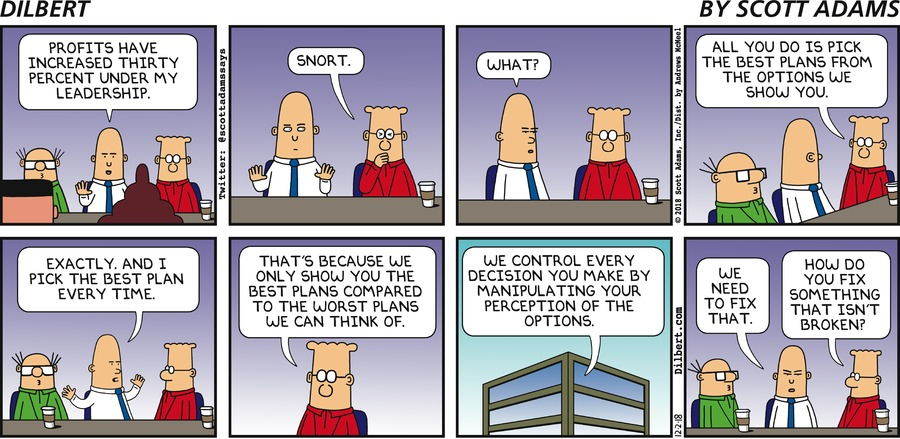 DILBERT
BY SCOTT ADAMS
PROFITS HAVE
INCREASED THIRTY
PERCENT UNDER MY
LEADERSHIP.
Twitter: @scottadamssays
SNORT.
WHAT?
© 2018 Scott Adams, Inc./Dist. by Andrews McMeel
ALL YOU DO IS PICK
THE BEST PLANS FROM
THE OPTIONS WE
SHOW YOU.
EXACTLY. AND I
PICK THE BEST PLAN
EVERY TIME.
THAT'S BECAUSE WE
ONLY SHOW YOU THE
BEST PLANS COMPARED
TO THE WORST PLANS
WE CAN THINK OF.
WE CONTROL EVERY
DECISION YOU MAKE BY
MANIPULATING YOUR
PERCEPTION OF THE
OPTIONS.
12-2-18 Dilbert.com
WE
NEED
TO FIX
THAT.
HOW DO
YOU FIX
SOMETHING
THAT ISN'T
BROKEN?